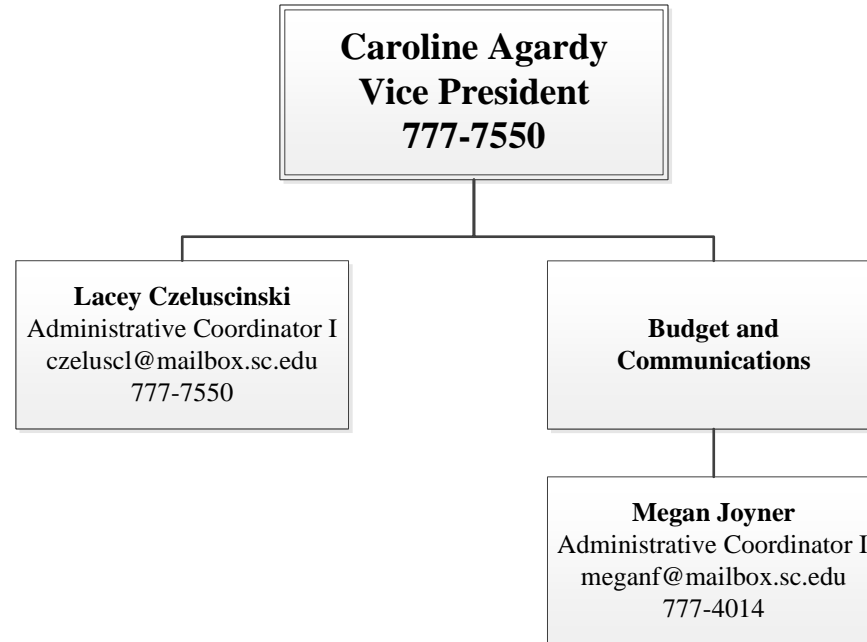 Caroline Agardy
Vice President
777-7550
Lacey Czeluscinski
Administrative Coordinator I
czeluscl@mailbox.sc.edu
777-7550
Budget and
Communications
Megan Joyner
Administrative Coordinator I
meganf@mailbox.sc.edu
777-4014